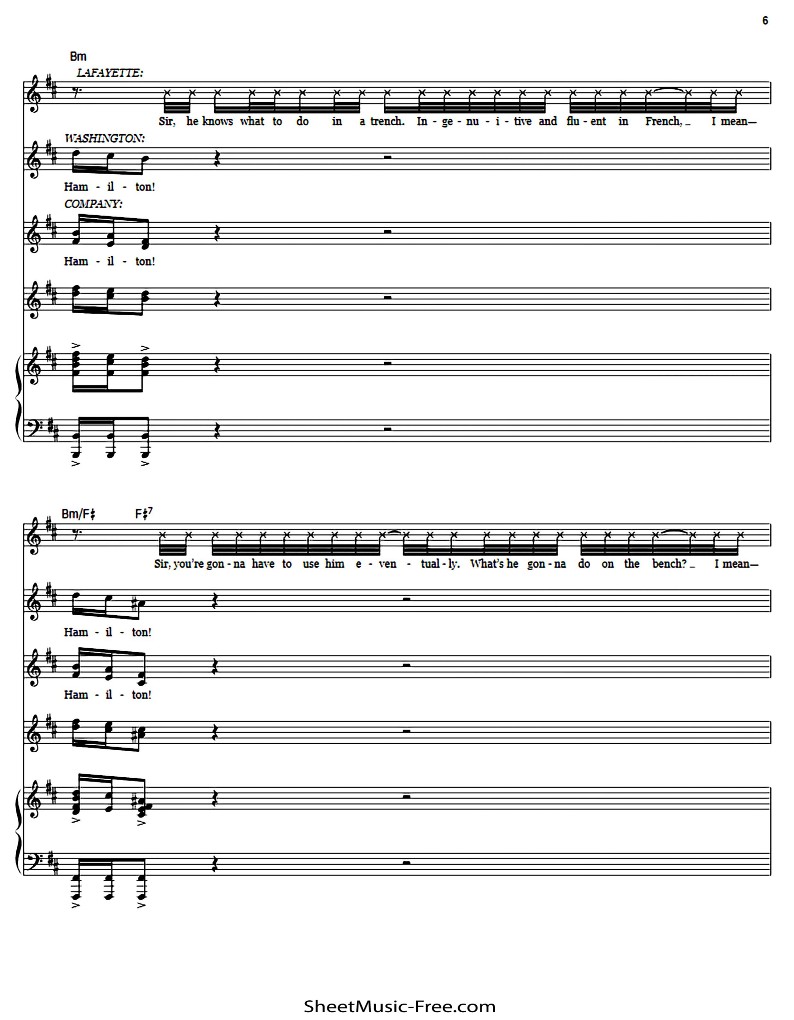 6
Bm
LAFAYETTE:
Sir, he knows what to do in a trench. In - ge - nu - i - tive and flu - ent in French, _ I mean—
WASHINGTON:
Ham - il - ton!
COMPANY:
Ham - il - ton!
Bm/F♯ F♯7
Sir, you're gon - na have to use him e - ven - tual - ly. What's he gon - na do on the bench? _ I mean—
Ham - il - ton!
Ham - il - ton!
SheetMusic-Free.com